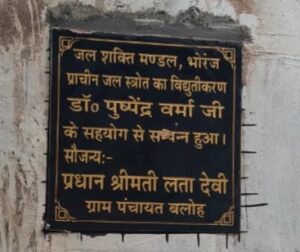 जल शक्ति मण्डल, भोरंज
प्राचीन जल स्त्रोत का विद्युतीकरण
डॉ० पुष्पेंद्र वर्मा जी
के सहयोग से सम्पन्न हुआ।
सौजन्यः-
प्रधान श्रीमती लता देवी
ग्राम पंचायत बलोह